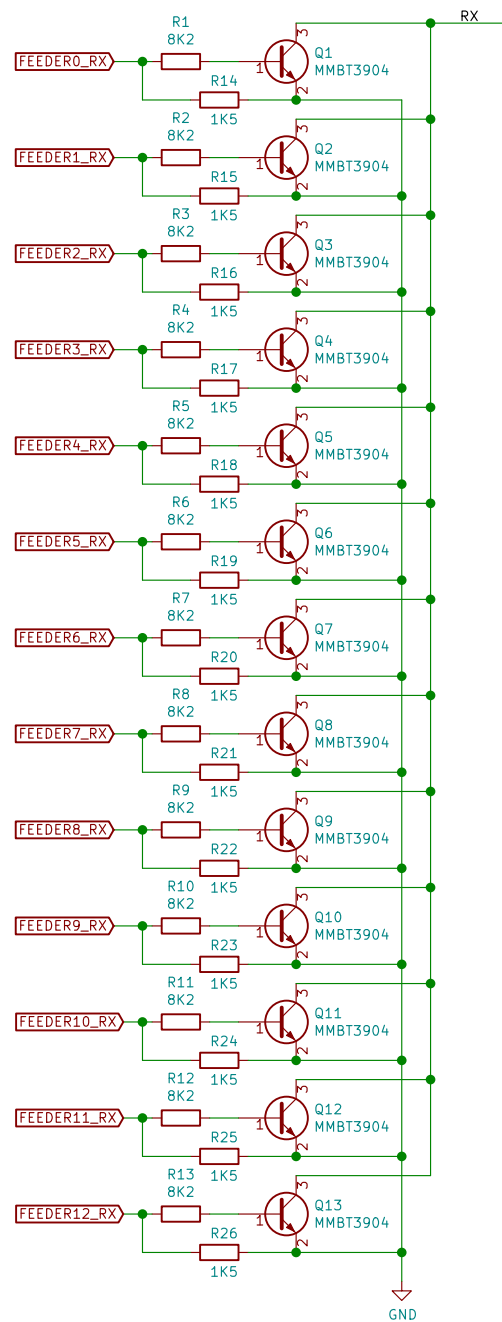 RX
R1
8K2
3
Q1
FEEDER0_RX
1
MMBT3904
R14
2
1K5
R2
8K2
3
Q2
FEEDER1_RX
1
MMBT3904
R15
2
1K5
R3
8K2
3
Q3
FEEDER2_RX
1
MMBT3904
R16
2
1K5
R4
8K2
3
Q4
FEEDER3_RX
1
MMBT3904
R17
2
1K5
R5
8K2
3
Q5
FEEDER4_RX
1
MMBT3904
R18
2
1K5
R6
8K2
3
Q6
FEEDER5_RX
1
MMBT3904
R19
2
1K5
R7
8K2
3
Q7
FEEDER6_RX
1
MMBT3904
R20
2
1K5
R8
8K2
3
Q8
FEEDER7_RX
1
MMBT3904
R21
2
1K5
R9
8K2
3
Q9
FEEDER8_RX
1
MMBT3904
R22
2
1K5
R10
8K2
3
Q10
FEEDER9_RX
1
MMBT3904
R23
2
1K5
R11
8K2
3
Q11
FEEDER10_RX
1
MMBT3904
R24
2
1K5
R12
8K2
3
Q12
FEEDER11_RX
1
MMBT3904
R25
2
1K5
R13
8K2
3
Q13
FEEDER12_RX
1
MMBT3904
R26
2
1K5
GND